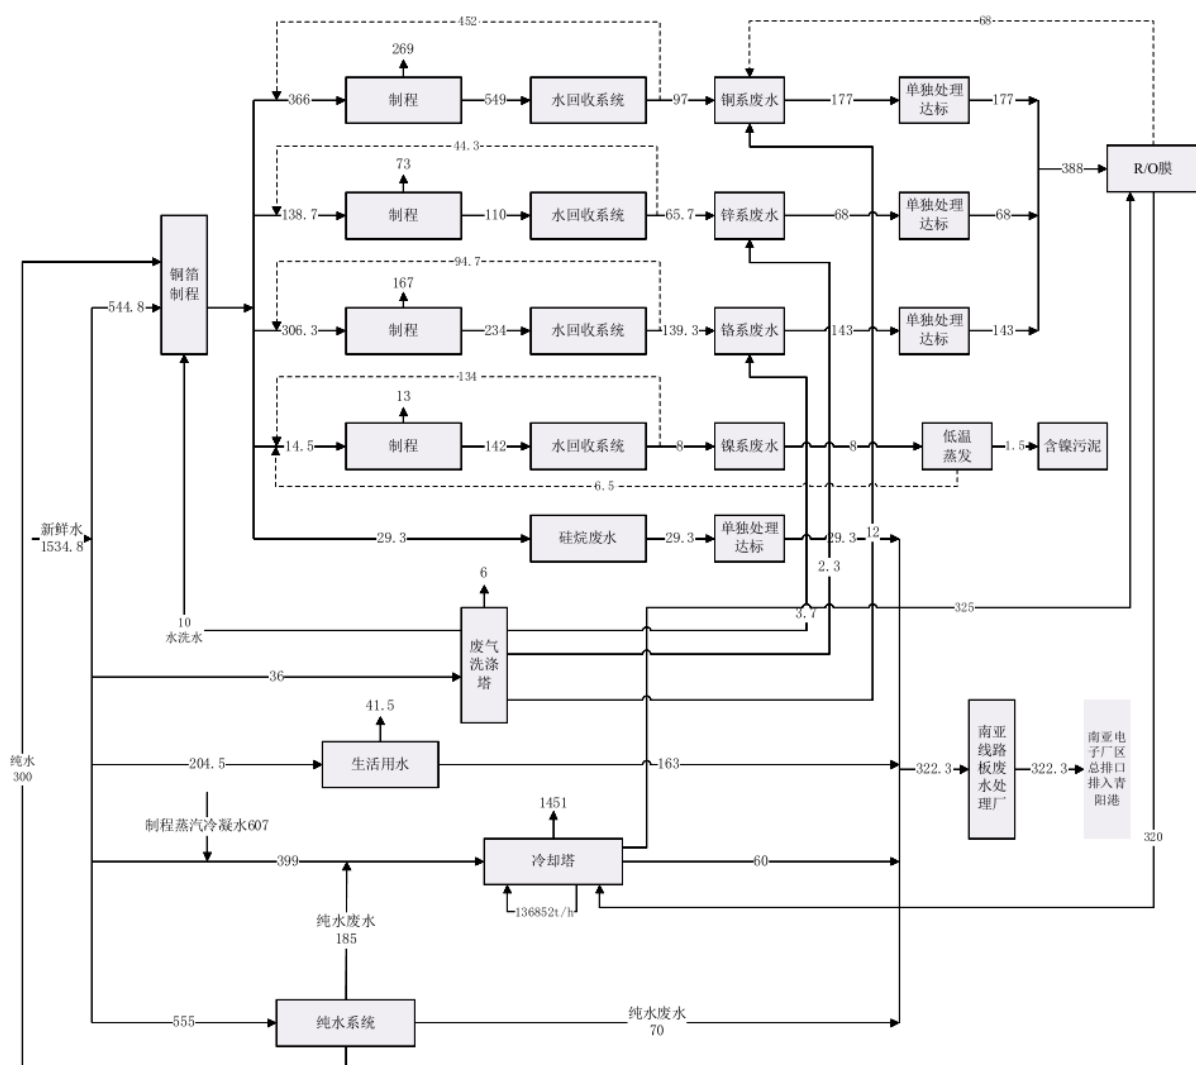 452
68
269
366
制程
549
水回收系统
97
铜系废水
177
单独处理
达标
177
44.3
73
388
R/O膜
138.7
制程
110
水回收系统
65.7
锌系废水
68
单独处理
达标
68
94.7
铜箔
制程
544.8
167
306.3
制程
234
水回收系统
139.3
铬系废水
143
单独处理
达标
143
134
13
14.5
制程
142
水回收系统
8
镍系废水
8
低温
蒸发
1.5
含镍污泥
6.5
新鲜水
1534.8
29.3
硅烷废水
29.3
单独处理
达标
29.3
12
2.3
6
10
水洗水
3.7
325
废气
洗涤
塔
36
41.5
纯水
300
204.5
生活用水
163
322.3
南亚
线路
板废
水处
理厂
322.3
南亚电
子厂区
总排口
排入青
阳港
制程蒸汽冷凝水607
1451
320
399
冷却塔
60
136852t/h
纯水废水
185
555
纯水系统
纯水废水
70